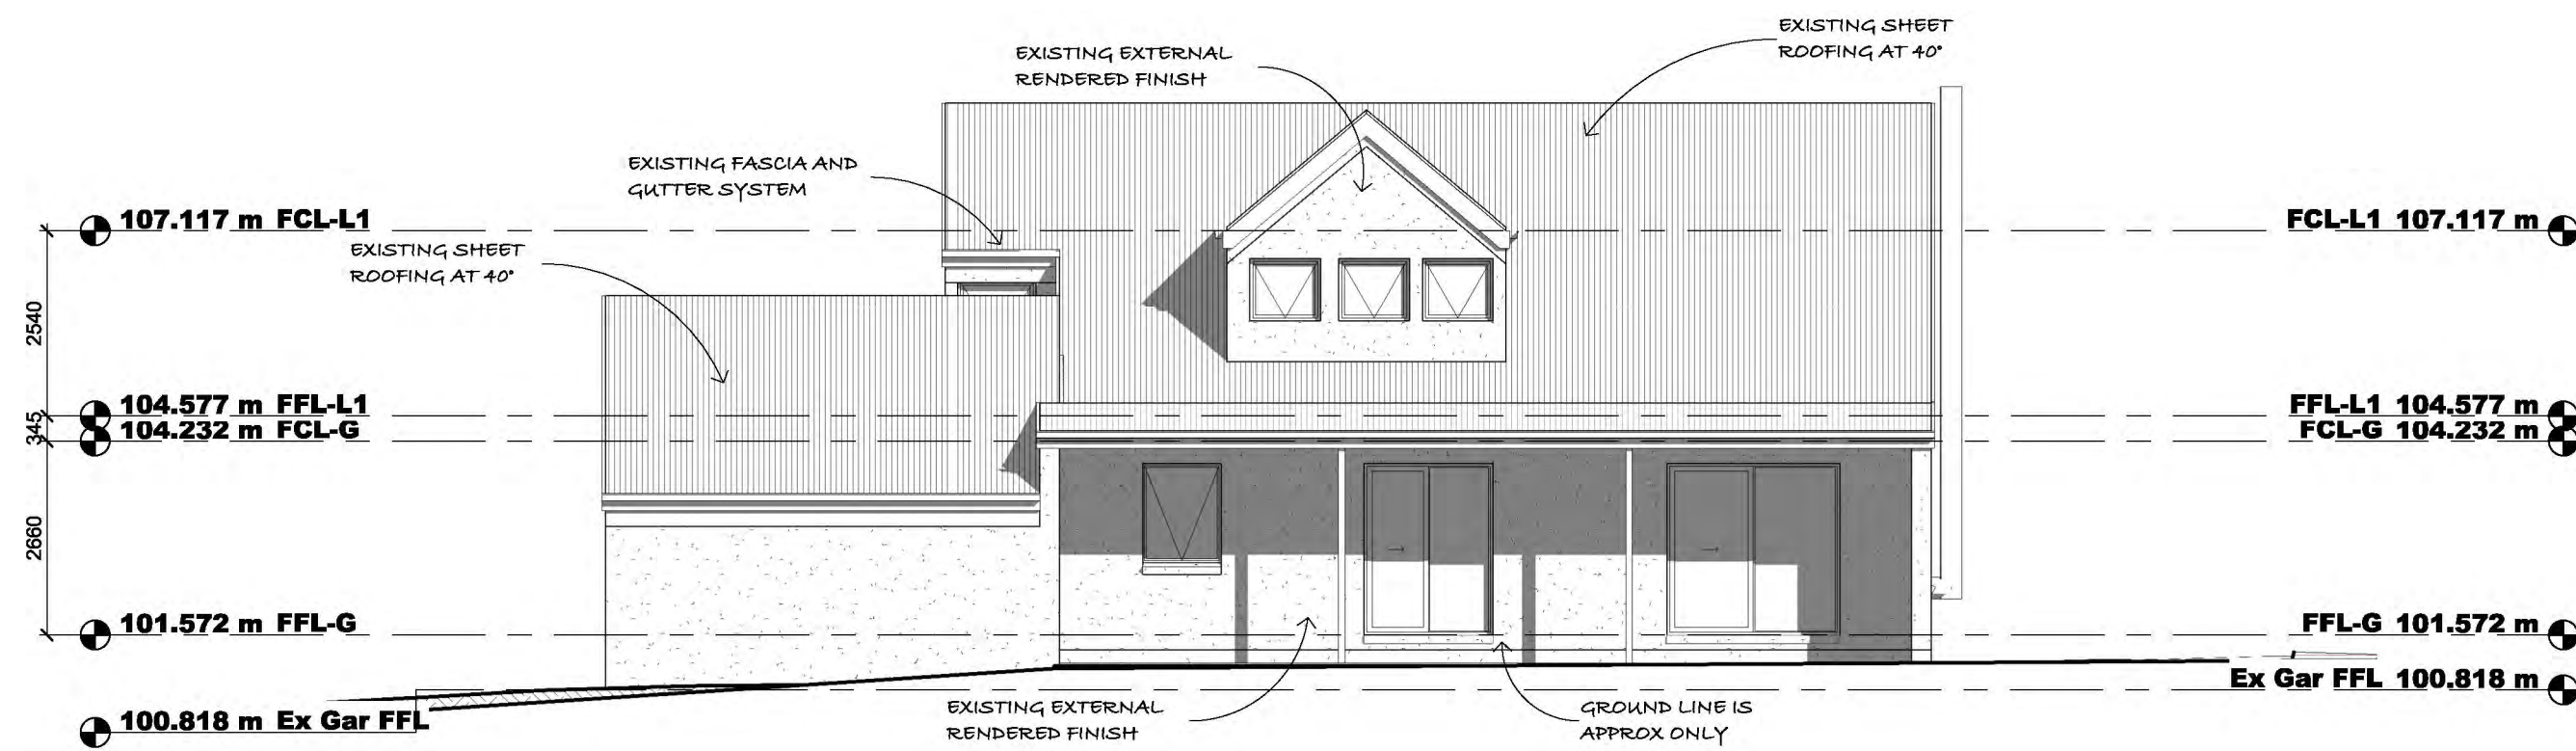 EXISTING SHEET
ROOFING AT 40°
EXISTING EXTERNAL
RENDERED FINISH
EXISTING FASCIA AND
GUTTER SYSTEM
107.117 m FCL-L1
FCL-L1 107.117 m
EXISTING SHEET
ROOFING AT 40°
2540
104.577 m FFL-L1
FFL-L1 104.577 m
345
104.232 m FCL-G
FCL-G 104.232 m
2660
101.572 m FFL-G
FFL-G 101.572 m
Ex Gar FFL 100.818 m
100.818 m Ex Gar FFL
EXISTING EXTERNAL
RENDERED FINISH
GROUND LINE IS
APPROX ONLY